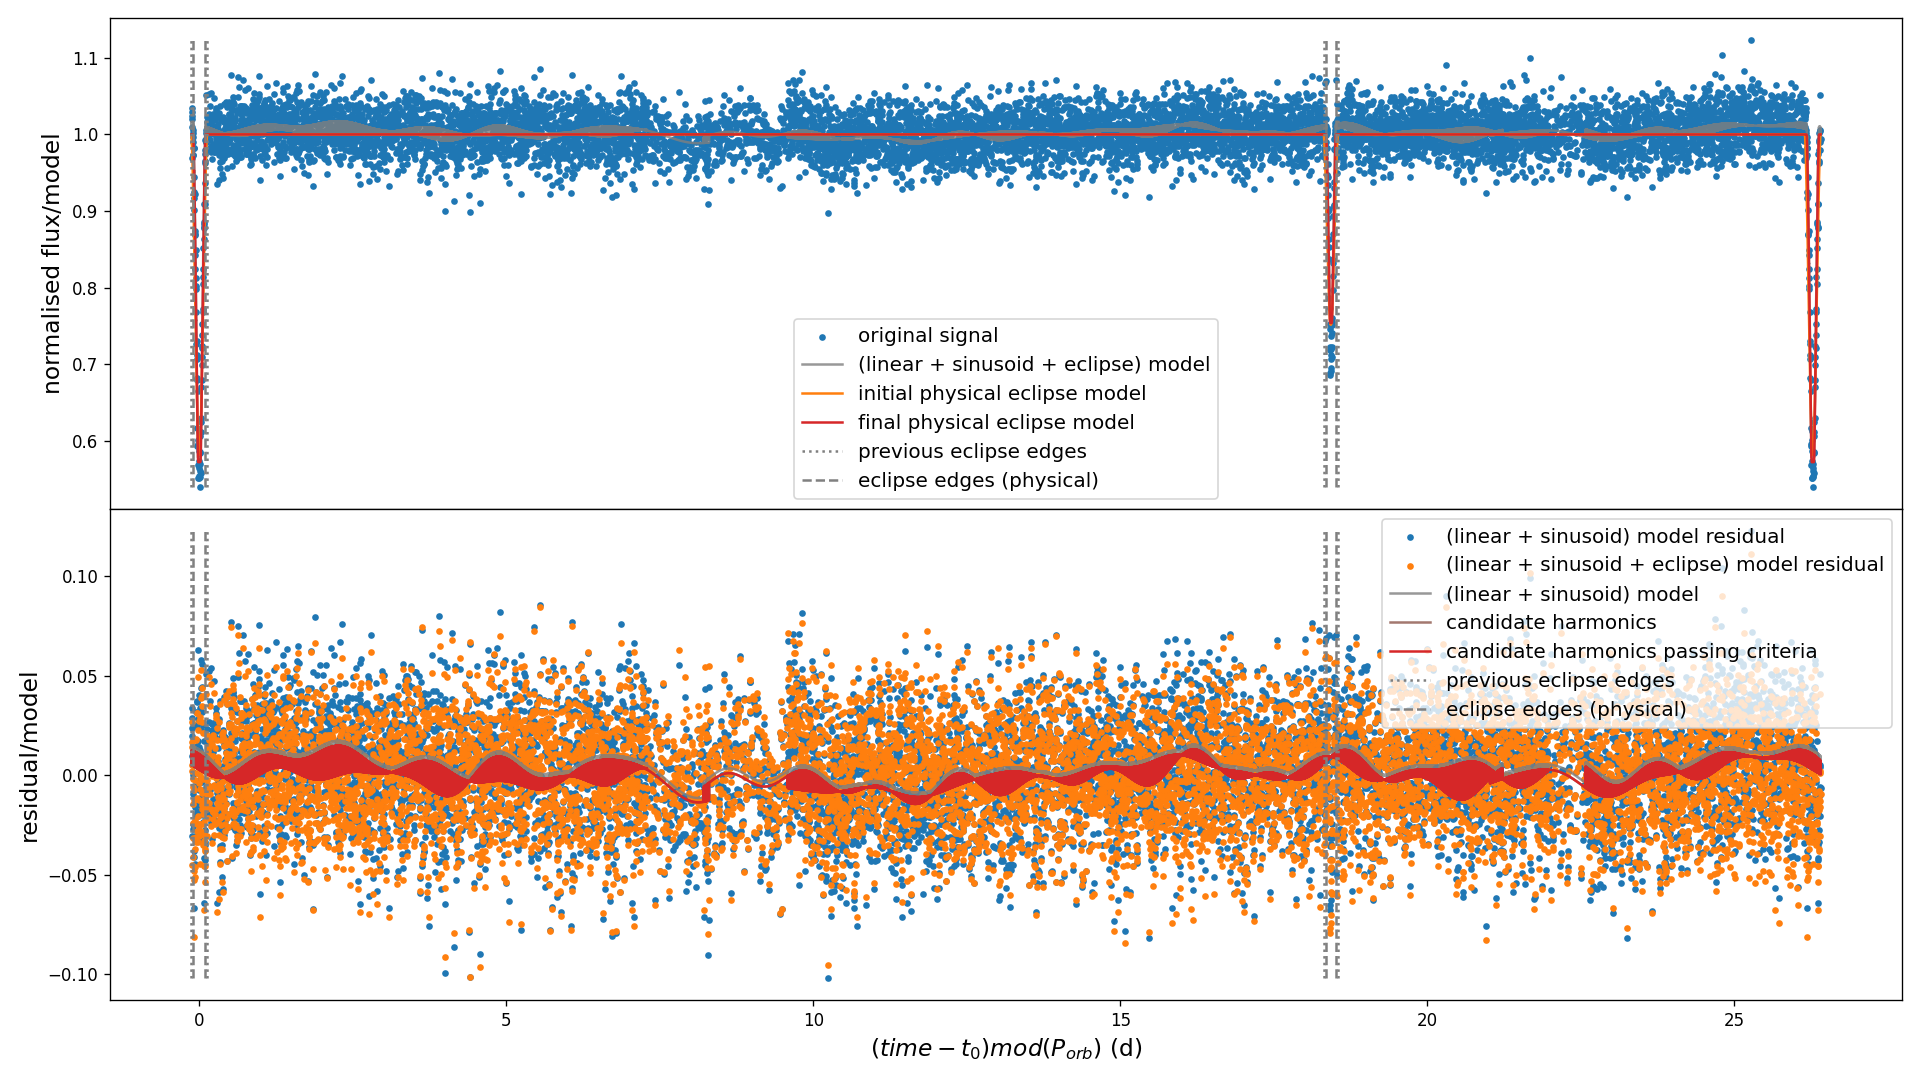 normalised flux/model
1.1
1.0
0.9
0.8
0.7
0.6
original signal
(linear + sinusoid + eclipse) model
initial physical eclipse model
final physical eclipse model
previous eclipse edges
eclipse edges (physical)
residual/model
0.10
0.05
0.00
−0.05
−0.10
(linear + sinusoid) model residual
(linear + sinusoid + eclipse) model residual
(linear + sinusoid) model
candidate harmonics
candidate harmonics passing criteria
previous eclipse edges
eclipse edges (physical)
0 5 10 15 20 25
(time − t₀)mod(P_orb) (d)